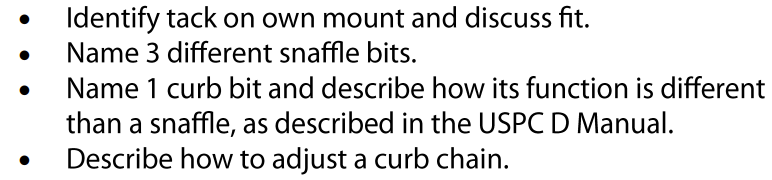 • Identify tack on own mount and discuss fit.
• Name 3 different snaffle bits.
• Name 1 curb bit and describe how its function is different
than a snaffle, as described in the USPC D Manual.
• Describe how to adjust a curb chain.